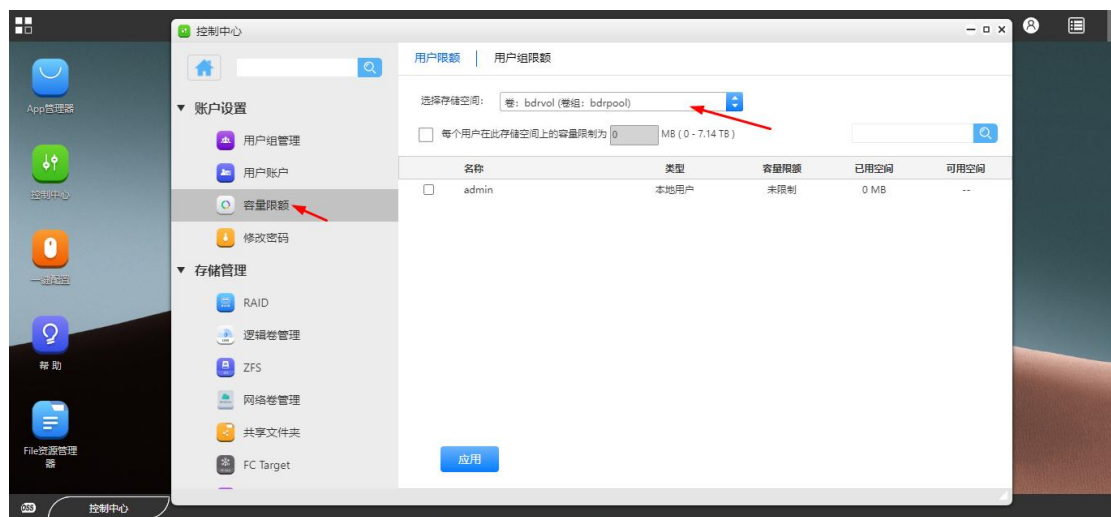 控制中心
App管理器
控制中心
一键配置
帮 助
File资源管理
器
账户设置
用户组管理
用户账户
容量限额
修改密码
存储管理
RAID
逻辑卷管理
ZFS
网络卷管理
共享文件夹
FC Target
用户限额 用户组限额
选择存储空间: 卷: bdrvol (卷组: bdrpool)
每个用户在此存储空间上的容量限制为 0 MB ( 0 - 7.14 TB )
名称 类型 容量限额 已用空间 可用空间
admin 本地用户 未限制 0 MB --
应用
OSS 控制中心